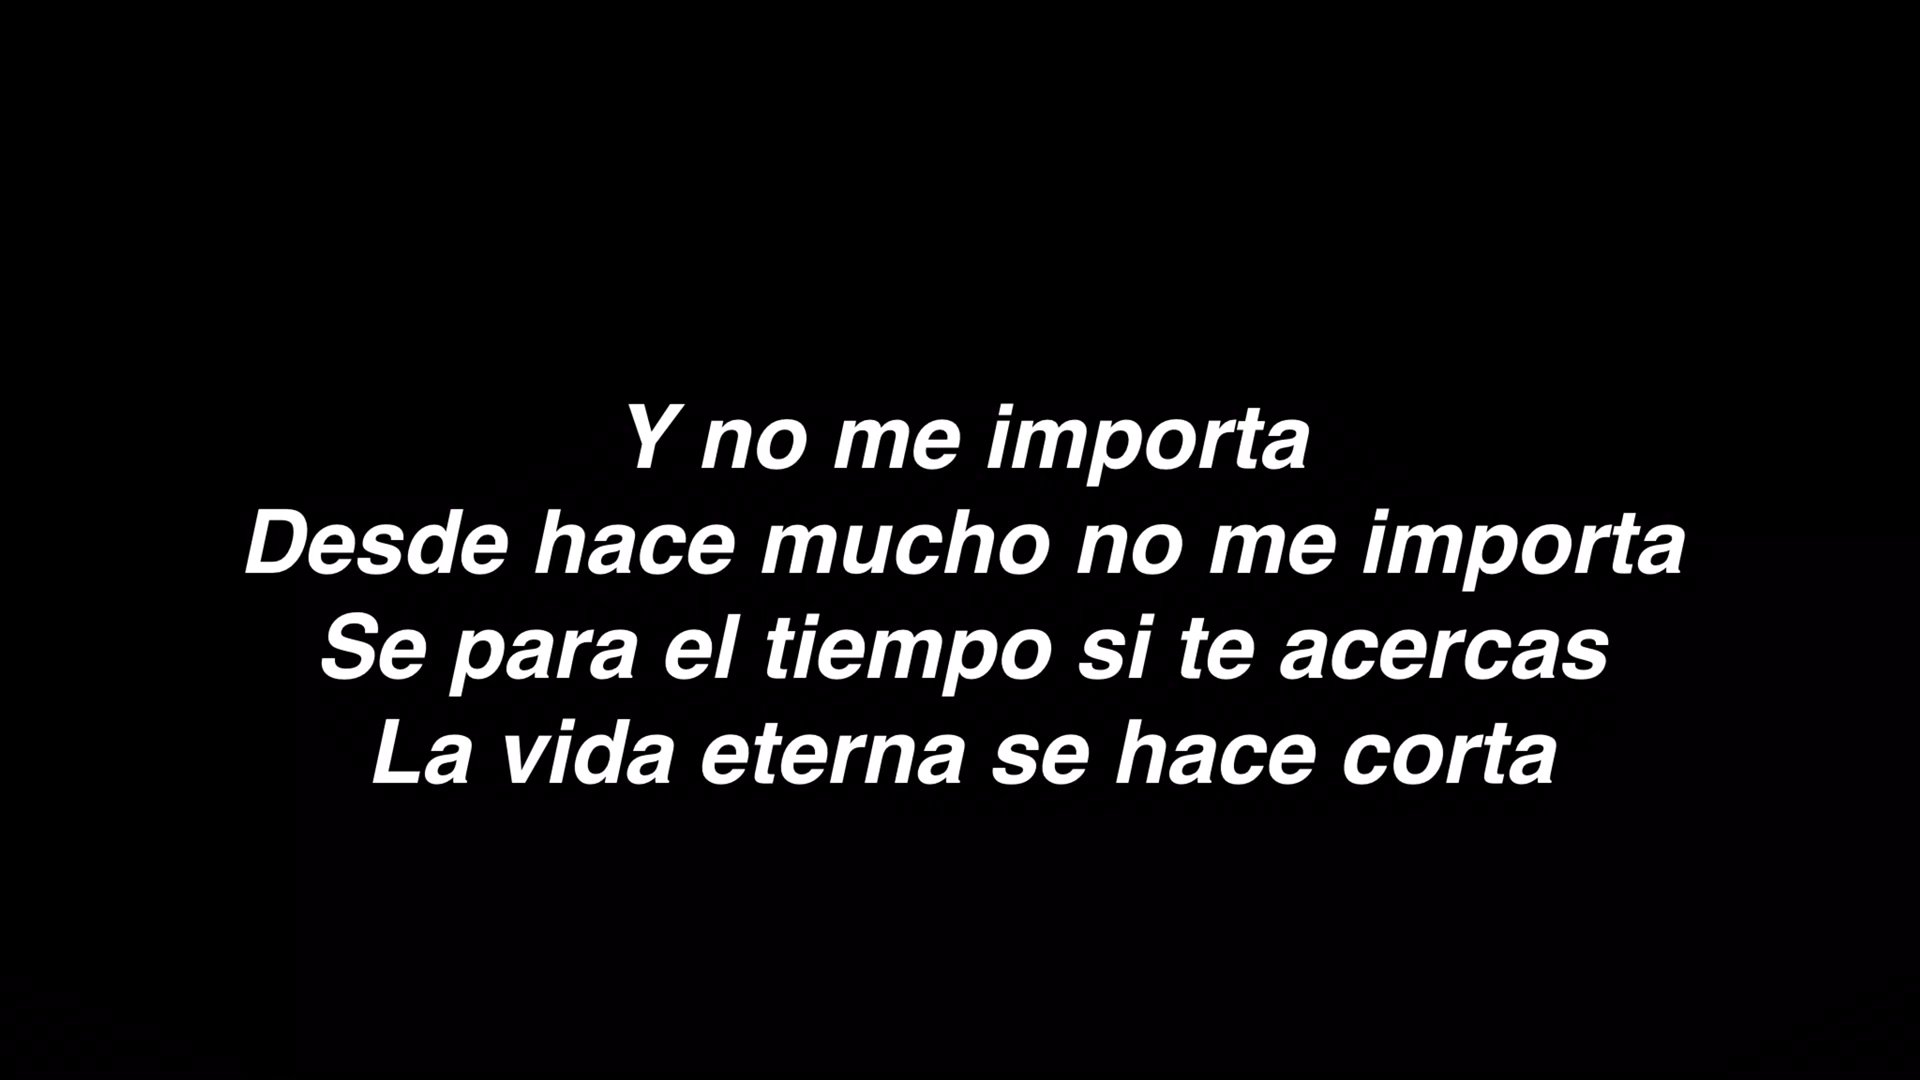 Y no me importa
Desde hace mucho no me importa
Se para el tiempo si te acercas
La vida eterna se hace corta